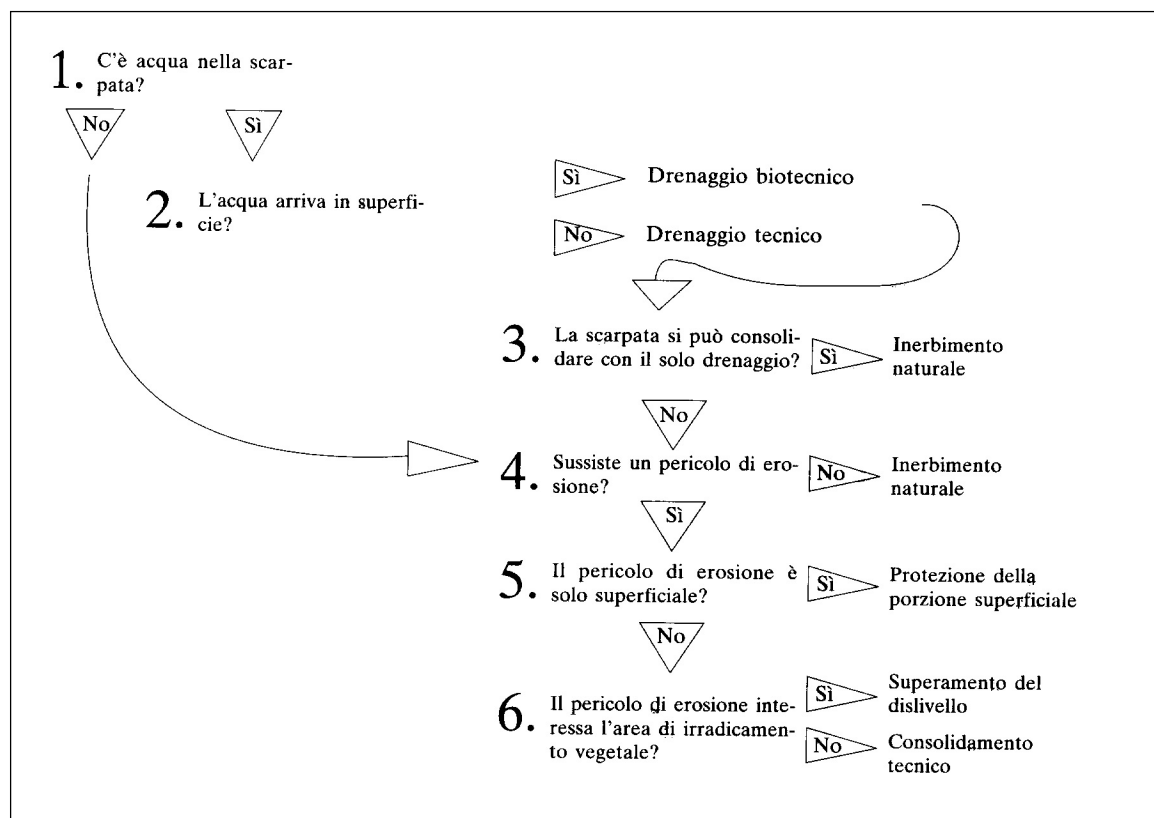 1. C'è acqua nella scar-
pata?
No
Sì
2. L'acqua arriva in superfi-
cie?
Sì Drenaggio biotecnico
No Drenaggio tecnico
3. La scarpata si può consoli-
dare con il solo drenaggio?
Sì Inerbimento
naturale
No
4. Sussiste un pericolo di ero-
sione?
No Inerbimento
naturale
Sì
5. Il pericolo di erosione è
solo superficiale?
Sì Protezione della
porzione superficiale
No
6. Il pericolo di erosione inte-
ressa l'area di irradicamen-
to vegetale?
Sì Superamento del
dislivello
No Consolidamento
tecnico